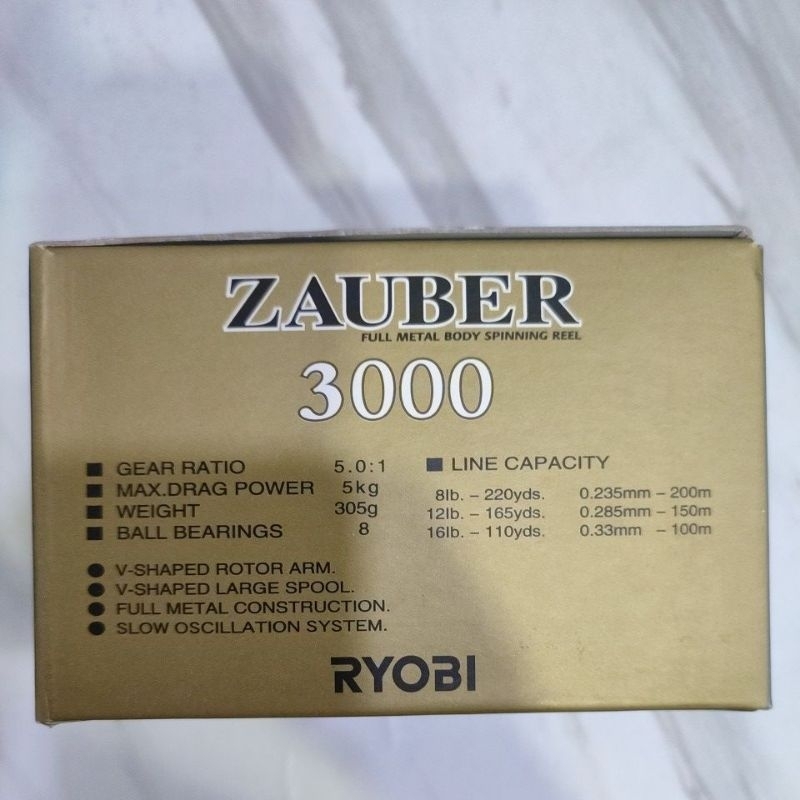 ZAUBER
FULL METAL BODY SPINNING REEL
3000
■ GEAR RATIO 5.0:1
■ MAX.DRAG POWER 5kg
■ WEIGHT 305g
■ BALL BEARINGS 8
■ LINE CAPACITY
8lb. – 220yds. 0.235mm – 200m
12lb. – 165yds. 0.285mm – 150m
16lb. – 110yds. 0.33mm – 100m
● V-SHAPED ROTOR ARM.
● V-SHAPED LARGE SPOOL.
● FULL METAL CONSTRUCTION.
● SLOW OSCILLATION SYSTEM.
RYOBI